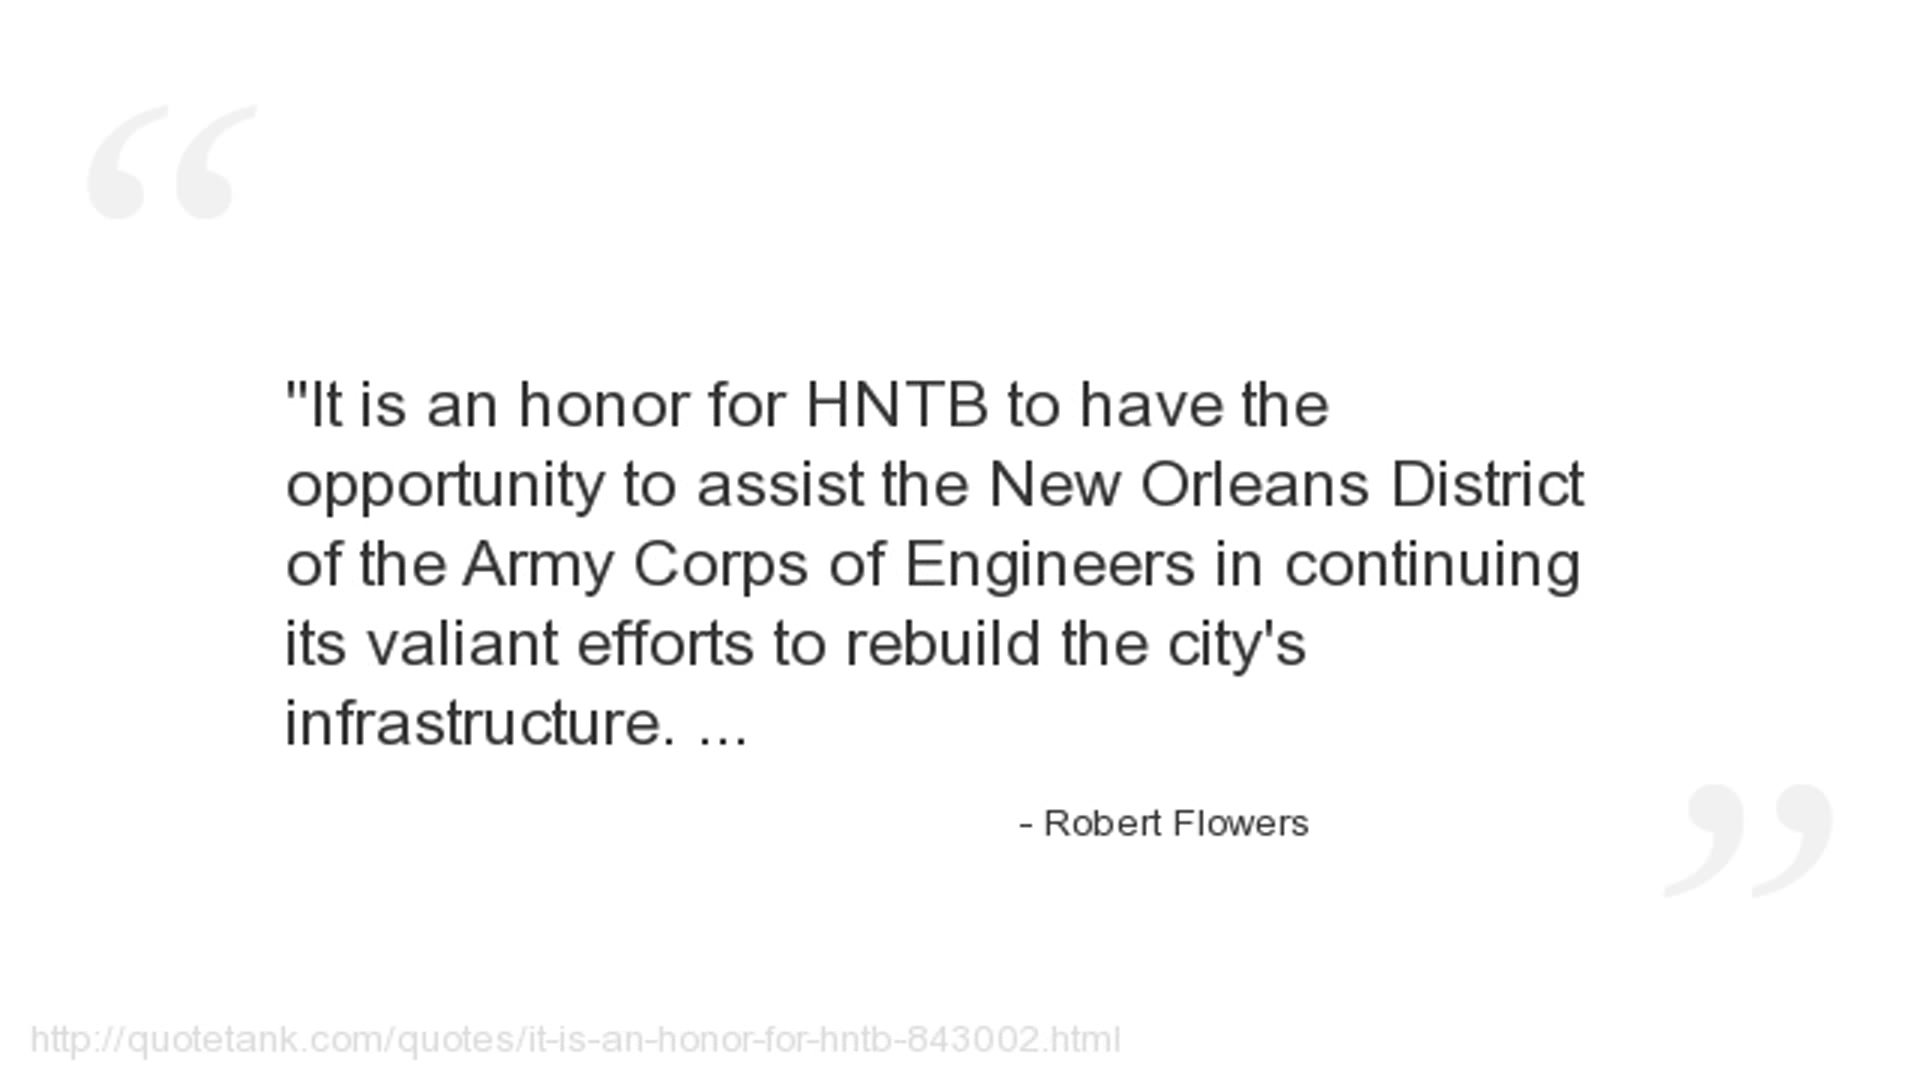 "It is an honor for HNTB to have the
opportunity to assist the New Orleans District
of the Army Corps of Engineers in continuing
its valiant efforts to rebuild the city's
infrastructure. ...
- Robert Flowers
http://quotetank.com/quotes/it-is-an-honor-for-hntb-843002.html